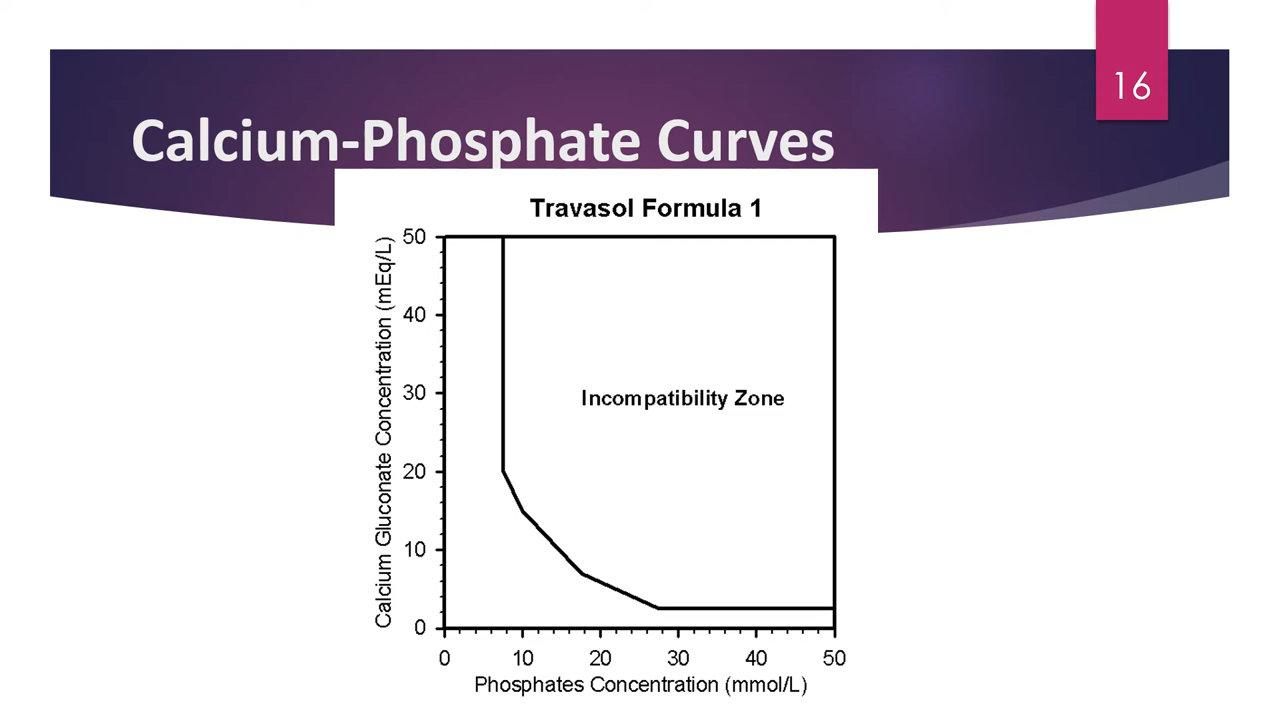 16
Calcium-Phosphate Curves
Travasol Formula 1
Calcium Gluconate Concentration (mEq/L)
50
40
30
20
10
0
Incompatibility Zone
0 10 20 30 40 50
Phosphates Concentration (mmol/L)